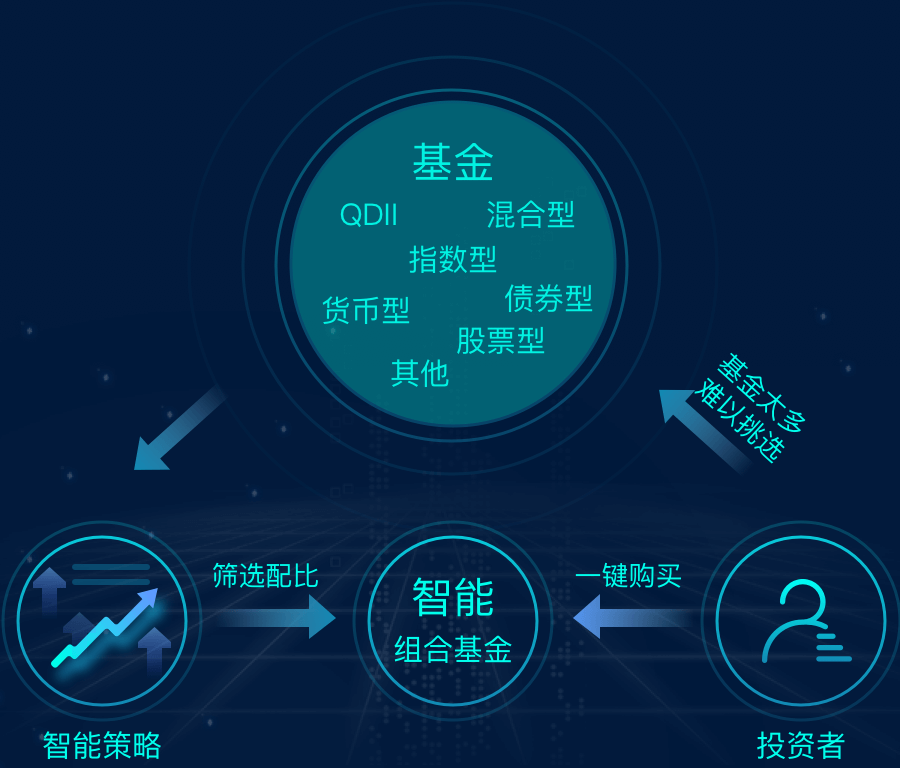 基金
QDII
混合型
指数型
债券型
货币型
股票型
其他
基金太多
难以挑选
筛选配比
智能
组合基金
一键购买
智能策略
投资者